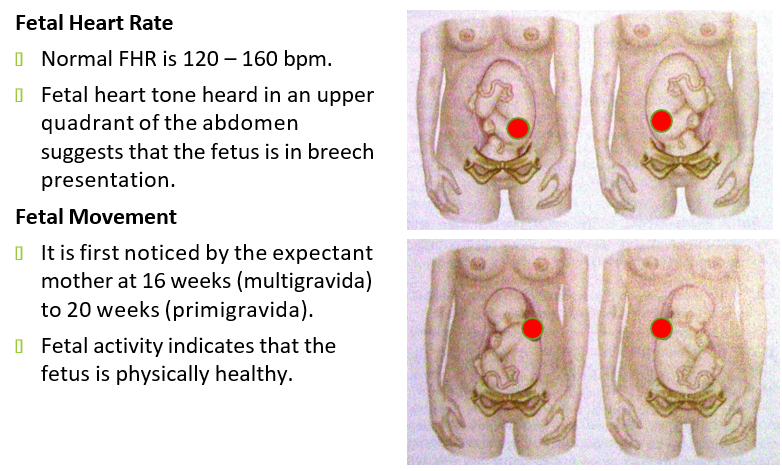 Fetal Heart Rate
Normal FHR is 120 – 160 bpm.
Fetal heart tone heard in an upper
quadrant of the abdomen
suggests that the fetus is in breech
presentation.
Fetal Movement
It is first noticed by the expectant
mother at 16 weeks (multigravida)
to 20 weeks (primigravida).
Fetal activity indicates that the
fetus is physically healthy.